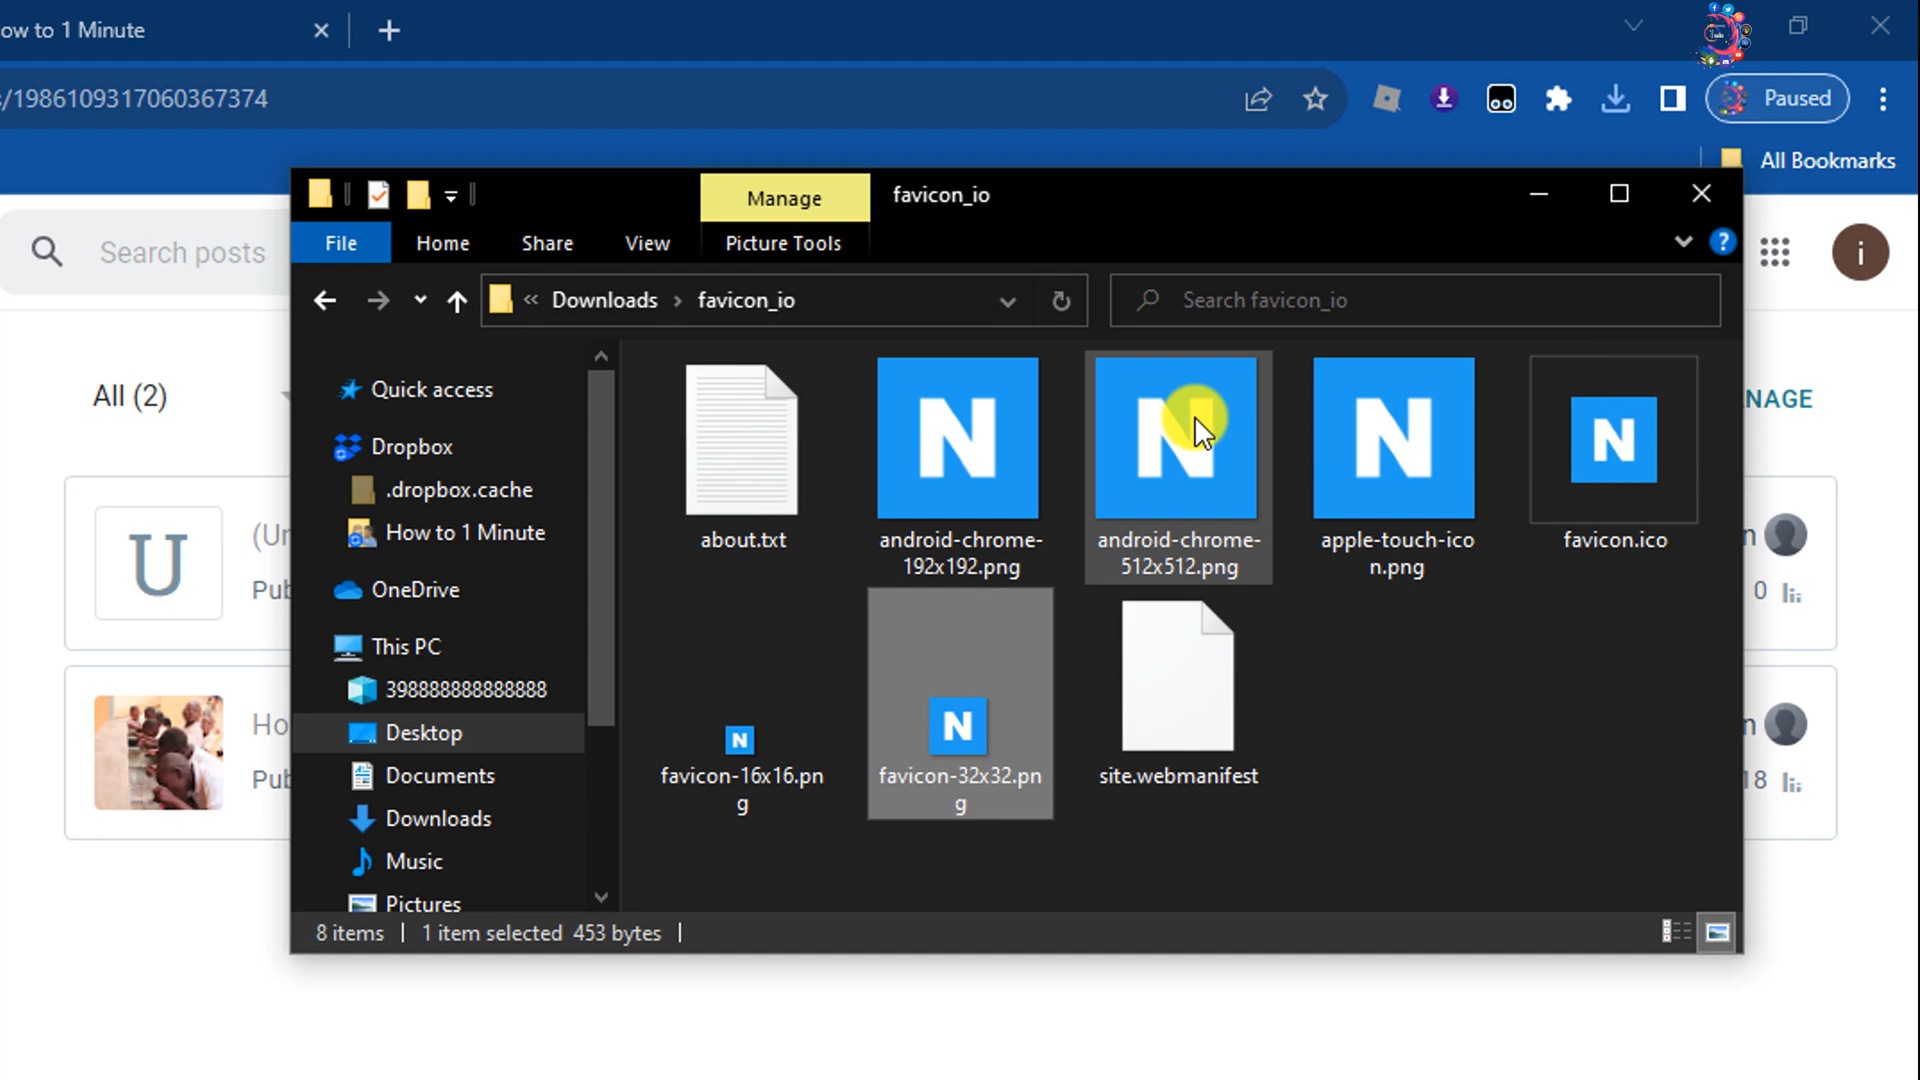 ow to 1 Minute
s/1986109317060367374
Paused
All Bookmarks
Manage
favicon_io
File
Home
Share
View
Picture Tools
Search posts
i
Downloads
favicon_io
Search favicon_io
All (2)
NAGE
Quick access
Dropbox
.dropbox.cache
How to 1 Minute
OneDrive
This PC
398888888888888
Desktop
Documents
Downloads
Music
Pictures
about.txt
android-chrome-
192x192.png
android-chrome-
512x512.png
apple-touch-ico
n.png
favicon.ico
favicon-16x16.pn
g
favicon-32x32.pn
g
site.webmanifest
N
N
N
N
N
N
U
(Ur
Pub
n
0
Ho
Pub
n
18
8 items
1 item selected 453 bytes